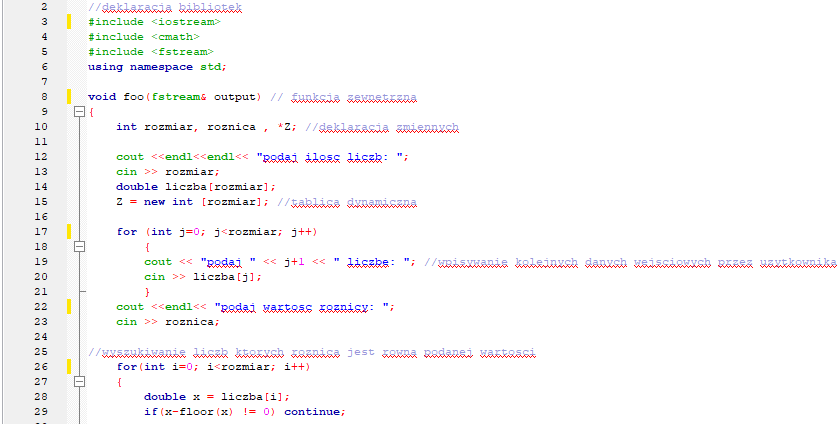 2 //deklaracja bibliotek
3 #include <iostream>
4 #include <cmath>
5 #include <fstream>
6 using namespace std;
7
8 void foo(fstream& output) // funkcja zewnetrzna
9 {
10 int rozmiar, roznica , *Z; //deklaracja zmiennych
11
12 cout <<endl<<endl<< "podaj ilosc liczb: ";
13 cin >> rozmiar;
14 double liczba[rozmiar];
15 Z = new int [rozmiar]; //tablica dynamiczna
16
17 for (int j=0; j<rozmiar; j++)
18 {
19 cout << "podaj " << j+1 << " liczbe: "; //wpisywanie kolejnych danych wejsciowych przez uzytkownika
20 cin >> liczba[j];
21 }
22 cout <<endl<< "podaj wartosc roznicy: ";
23 cin >> roznica;
24
25 //wyszukiwanie liczb ktorych roznica jest rowna podanej wartosci
26 for(int i=0; i<rozmiar; i++)
27 {
28 double x = liczba[i];
29 if(x-floor(x) != 0) continue;